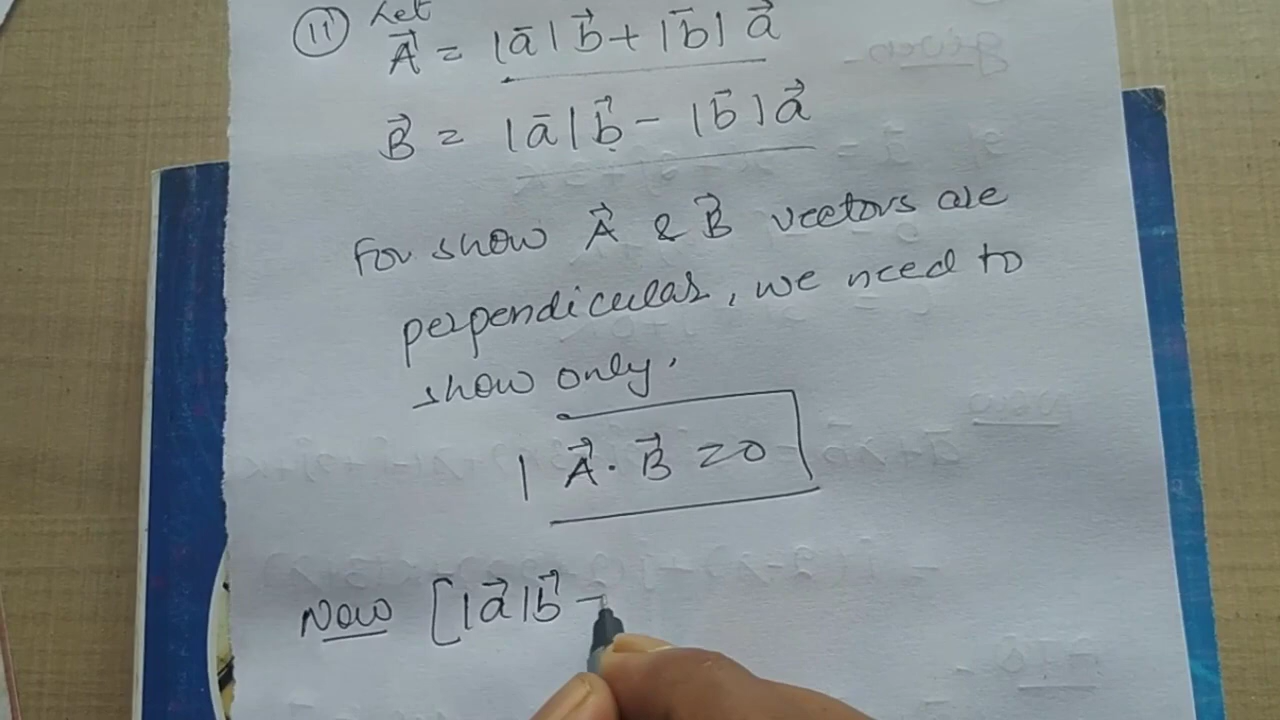 11 Let
A⃗ = |ā|b⃗ + |b̄|a⃗
B⃗ = |ā|b⃗ - |b̄|a⃗
For show A⃗ & B⃗ vectors are
perpendicular, we need to
show only.
| A⃗ · B⃗ = 0
Now [|a⃗|b⃗ -